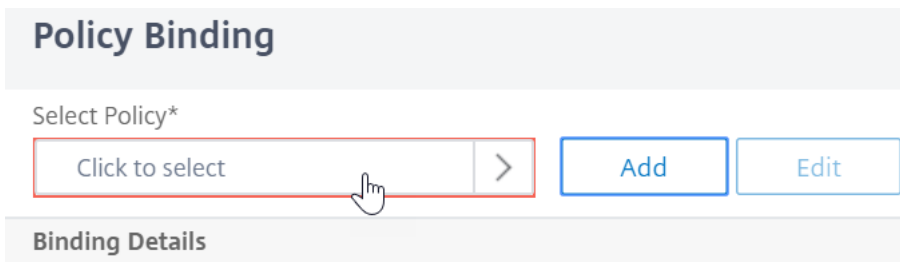 Policy Binding
Select Policy*
Click to select > Add Edit
Binding Details